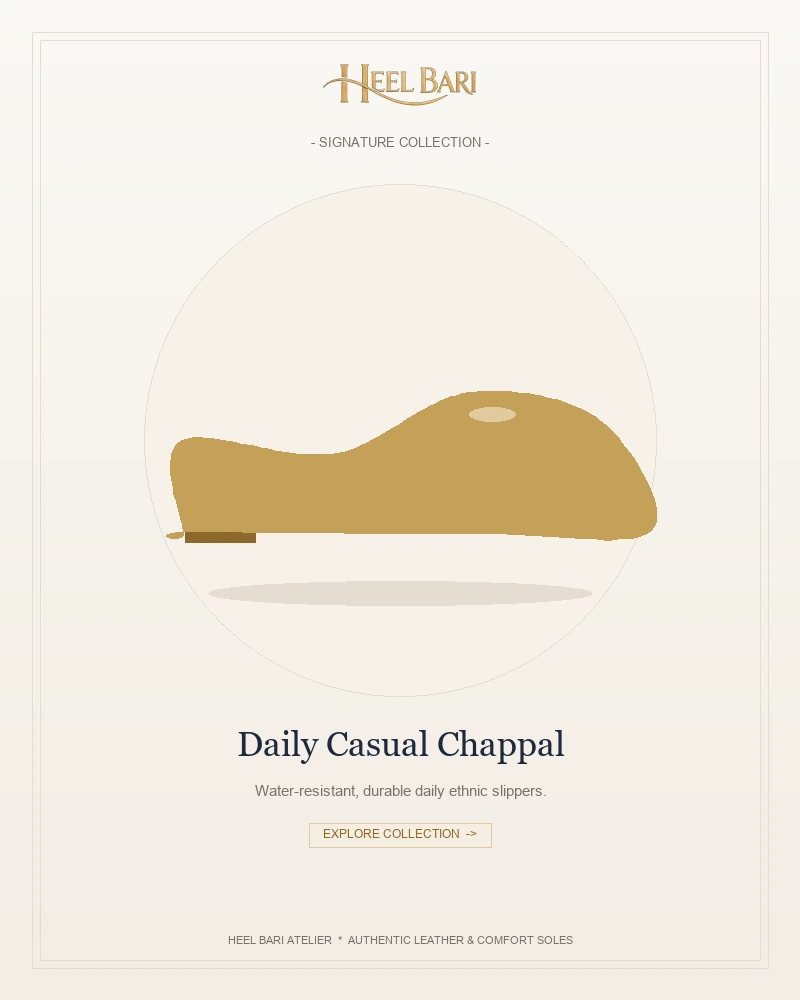 HEEL BARI
- SIGNATURE COLLECTION -
Daily Casual Chappal
Water-resistant, durable daily ethnic slippers.
EXPLORE COLLECTION ->
HEEL BARI ATELIER * AUTHENTIC LEATHER & COMFORT SOLES